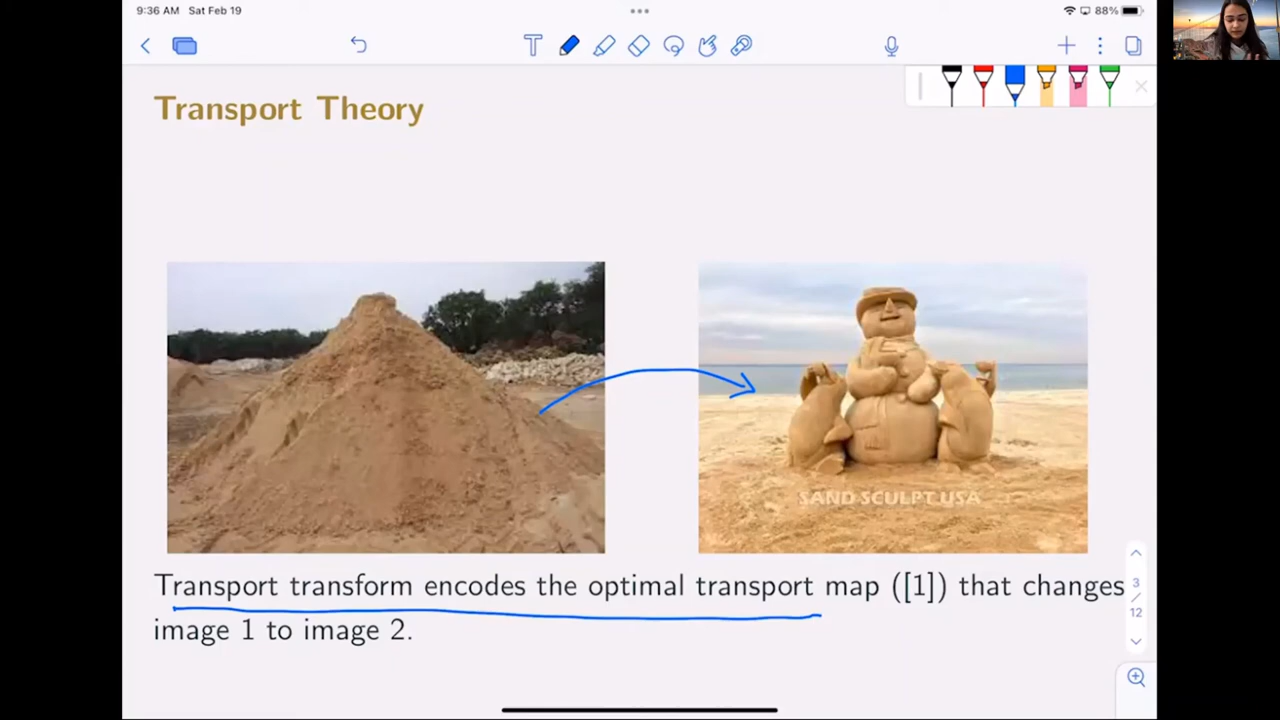 9:36 AM Sat Feb 19
88%
Transport Theory
SAND SCULPT USA
Transport transform encodes the optimal transport map ([1]) that changes
image 1 to image 2.
3
/
12